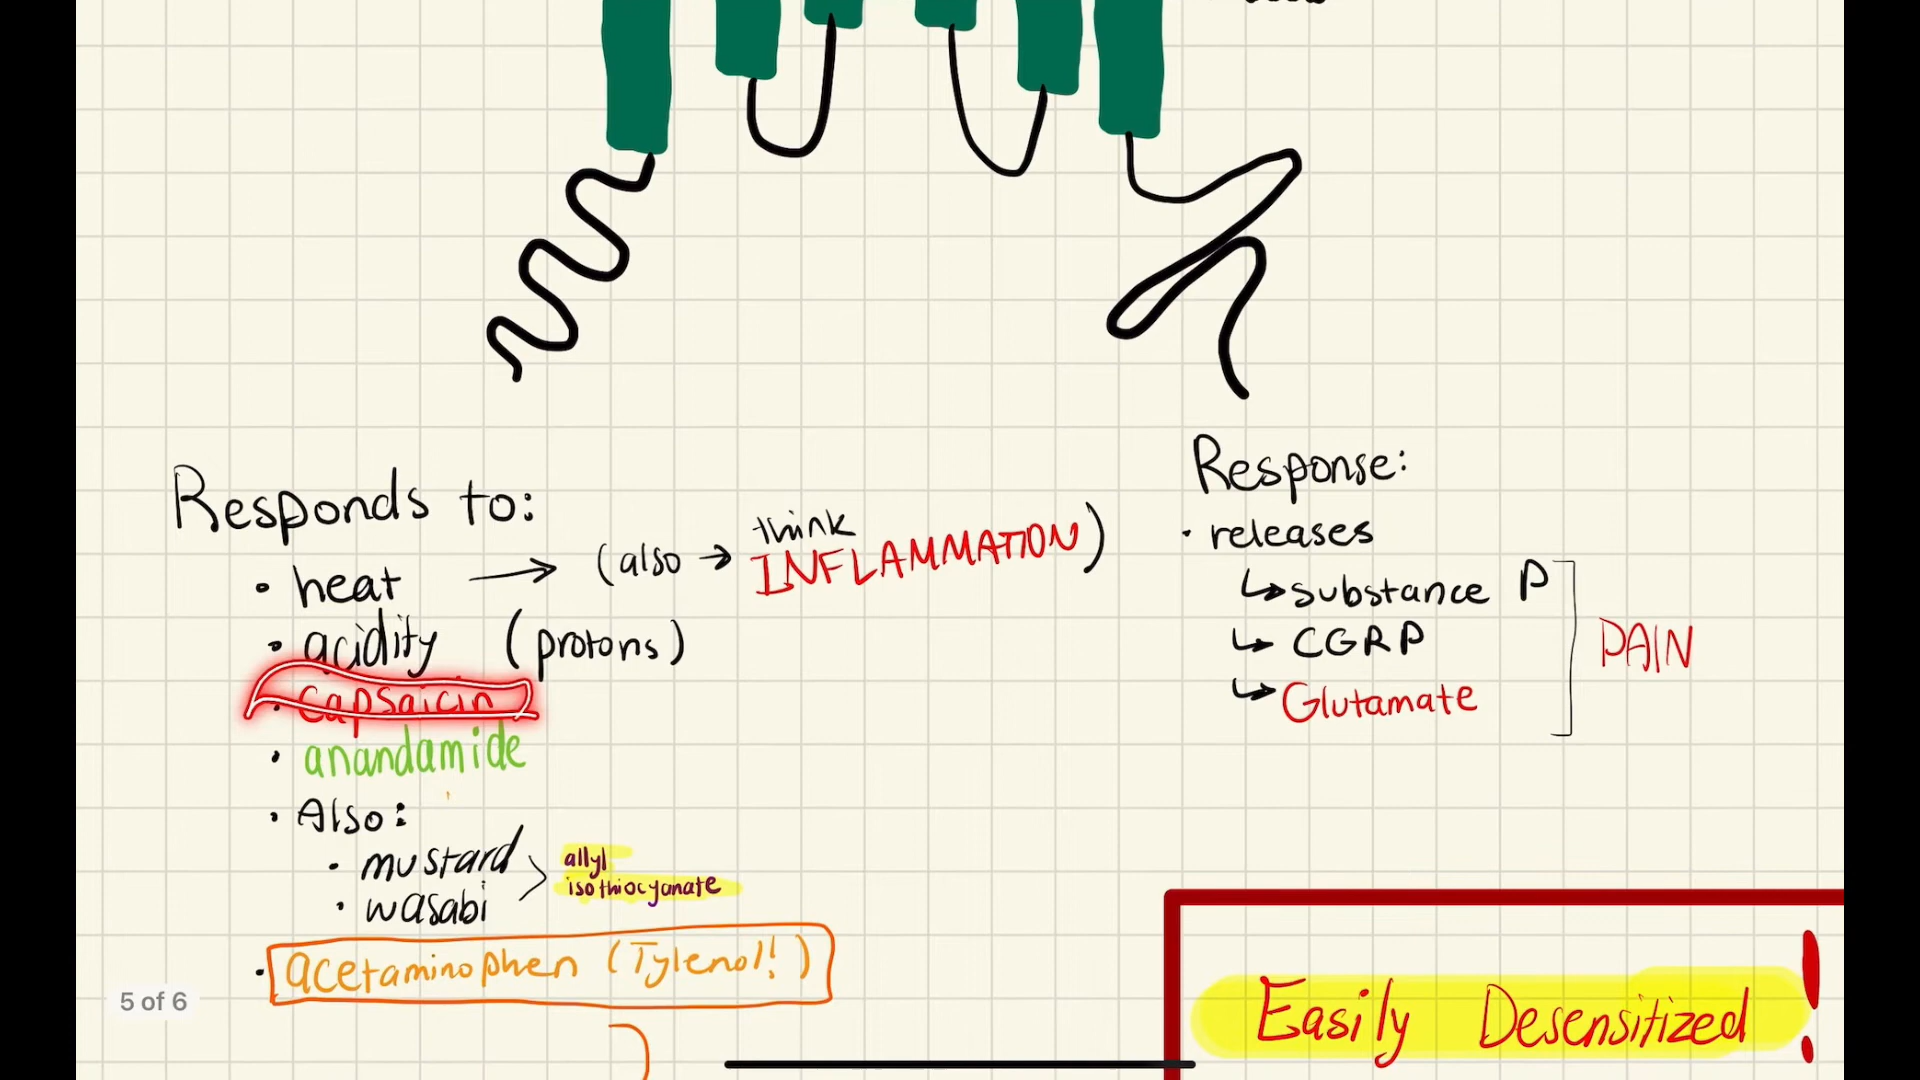 Responds to:
• heat → (also → think INFLAMMATION)
• acidity (protons)
• capsaicin
• anandamide
• Also:
• mustard
• wasabi
allyl
isothiocyanate
• acetaminophen (Tylenol!)
5 of 6
Response:
• releases
↳ substance P
↳ CGRP
↳ Glutamate
PAIN
Easily Desensitized!